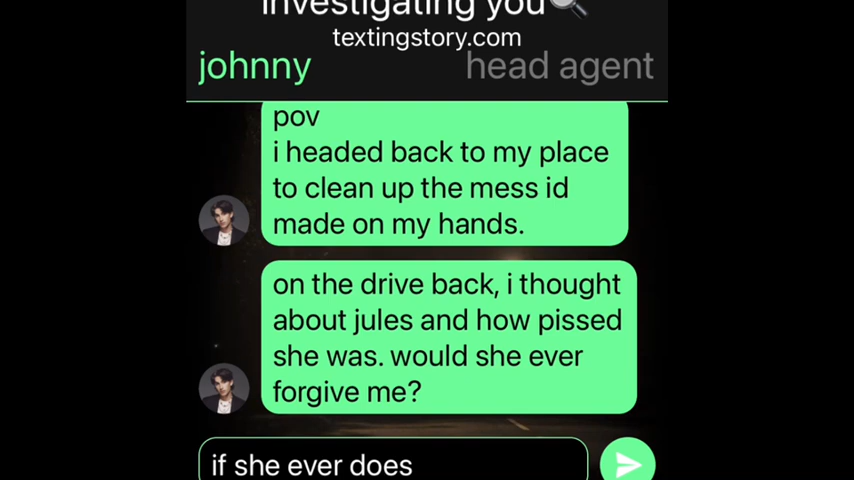 investigating you🔍
textingstory.com
johnny
head agent
pov
i headed back to my place
to clean up the mess id
made on my hands.
on the drive back, i thought
about jules and how pissed
she was. would she ever
forgive me?
if she ever does